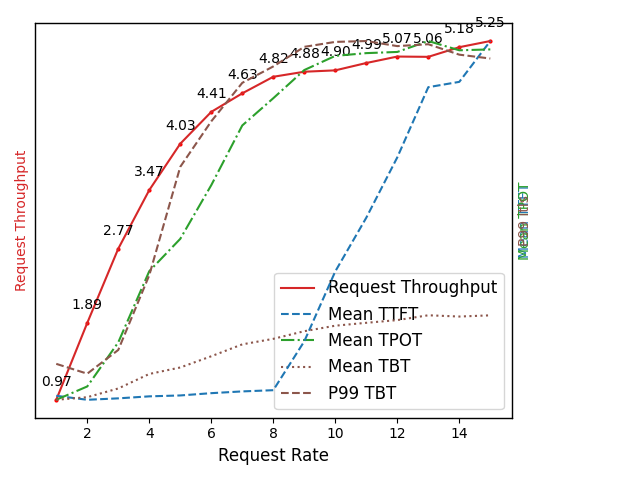 5.25
5.18
5.07
5.06
4.99
4.90
4.88
4.82
4.63
4.41
4.03
3.47
2.77
1.89
0.97
Request Throughput
Request Throughput
Mean TTFT
Mean TPOT
Mean TBT
P99 TBT
2 4 6 8 10 12 14
Request Rate